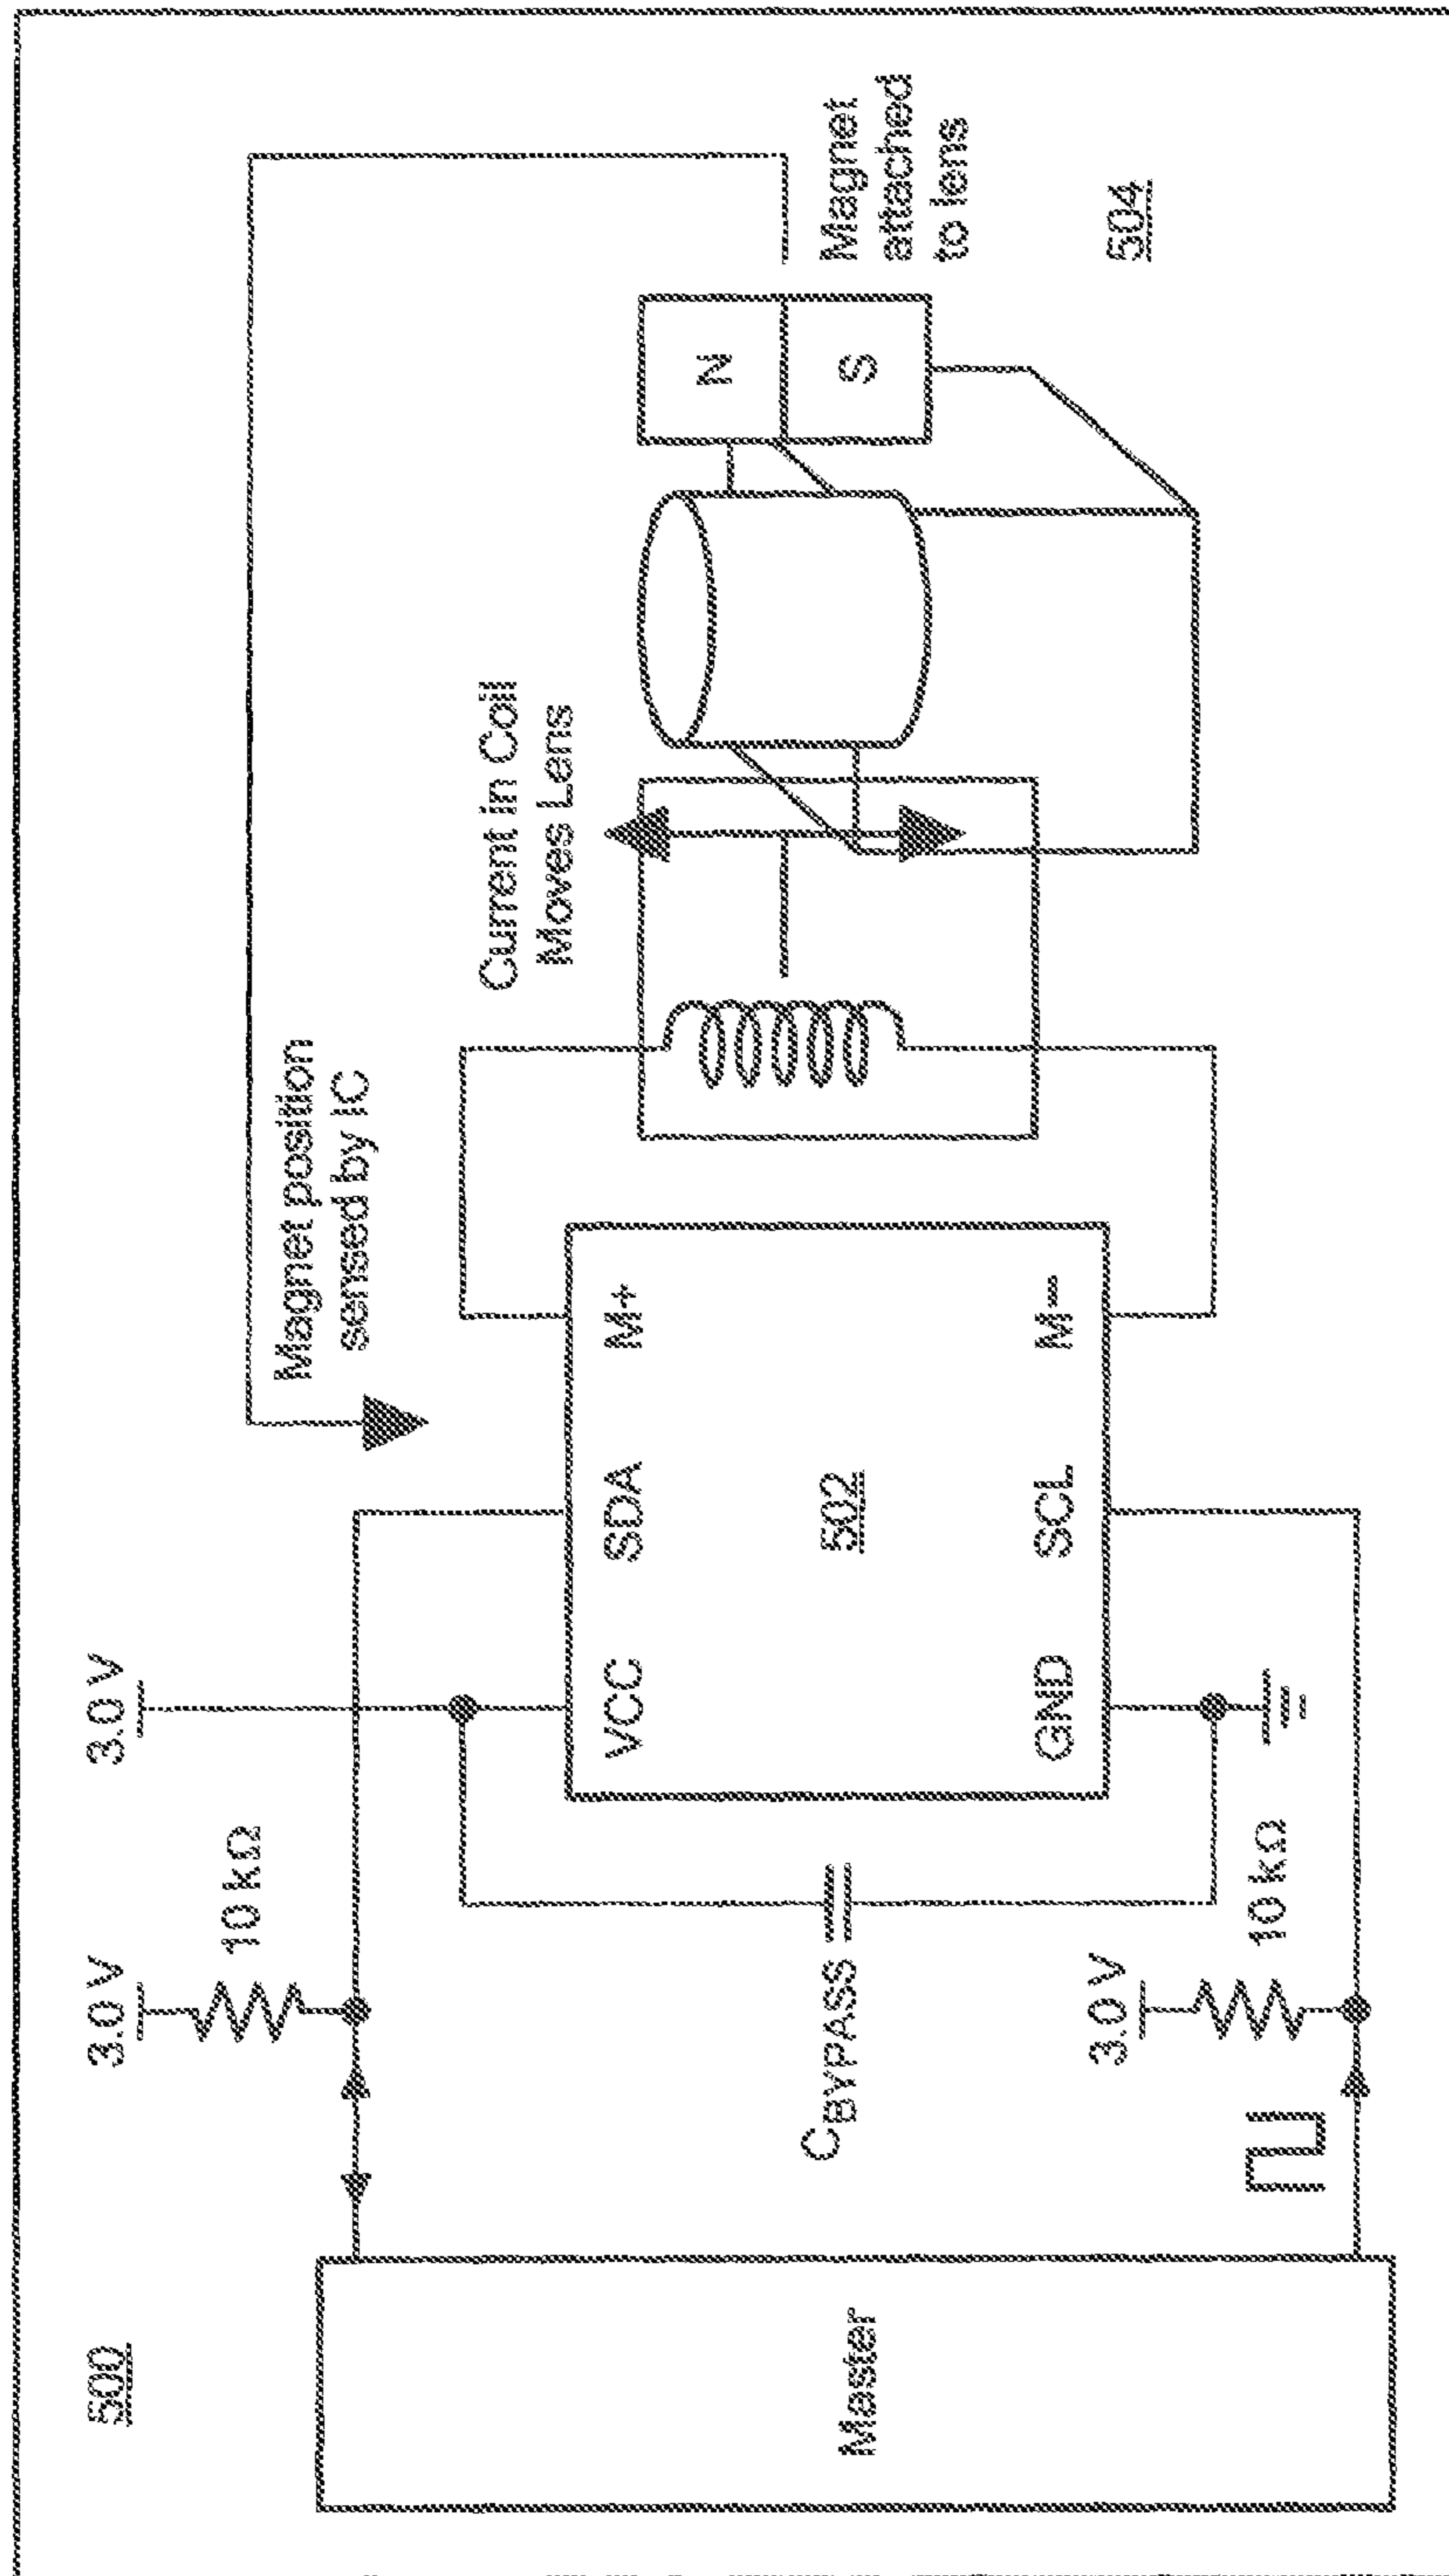 500
3.0 V
3.0 V
10 kΩ
Magnet position
sensed by IC
Current in Coil
Moves Lens
VCC
SDA
M+
Master
CBYPASS
502
N
S
Magnet
attached
to lens
GND
SCL
M−
3.0 V
10 kΩ
504